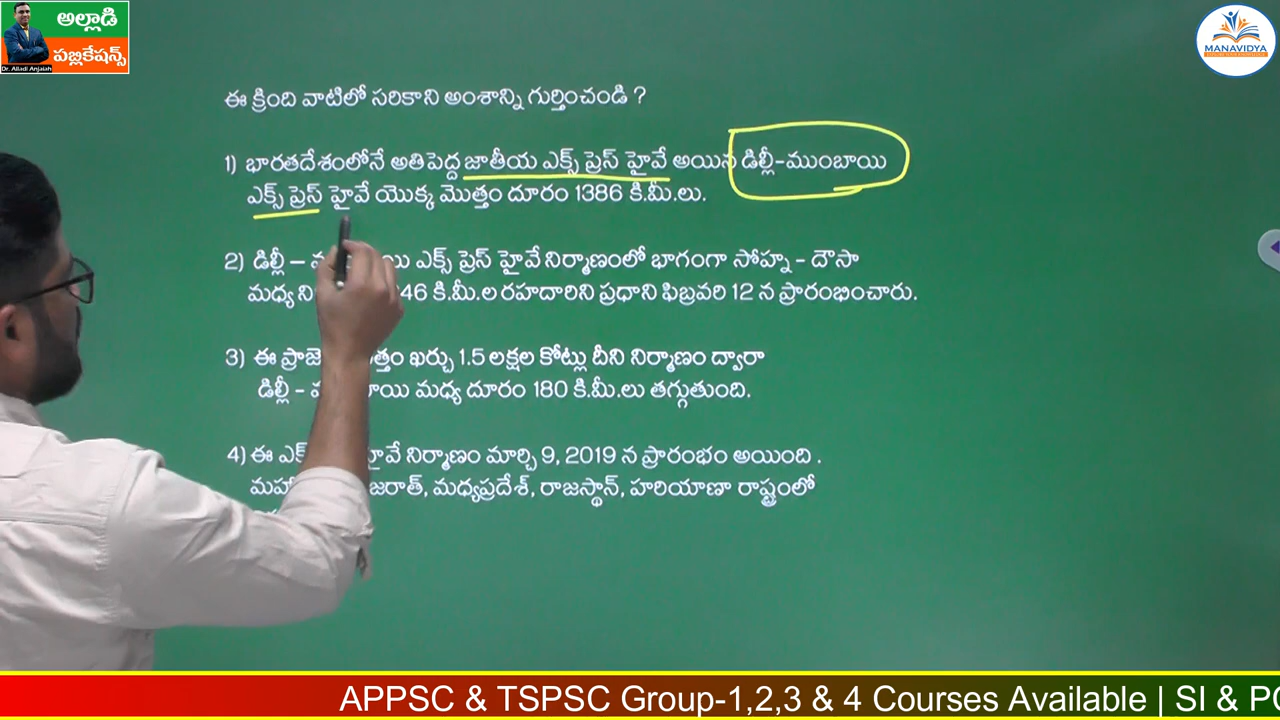 అల్లాడి
పబ్లికేషన్స్
Dr. Alladi Anjaiah
MANAVIDYA
ఈ క్రింది వాటిలో సరికాని అంశాన్ని గుర్తించండి ?
1) భారతదేశంలోనే అతిపెద్ద జాతీయ ఎక్స్ ప్రెస్ హైవే అయిన డిల్లీ-ముంబాయి
ఎక్స్ ప్రెస్ హైవే యొక్క మొత్తం దూరం 1386 కి.మీ.లు.
2) డిల్లీ – ఎక్స్ ప్రెస్ హైవే నిర్మాణంలో భాగంగా సోహ్న - దౌసా
మధ్య 246 కి.మీ.ల రహదారిని ప్రధాని ఫిబ్రవరి 12 న ప్రారంభించారు.
3) ఈ ఖర్చు 1.5 లక్షల కోట్లు దీని నిర్మాణం ద్వారా
డిల్లీ - మధ్య దూరం 180 కి.మీ.లు తగ్గుతుంది.
4) ఈ నిర్మాణం మార్చి 9, 2019 న ప్రారంభం అయింది .
మధ్యప్రదేశ్, రాజస్థాన్, హరియాణా రాష్ట్రంలో
APPSC & TSPSC Group-1,2,3 & 4 Courses Available | SI & PC